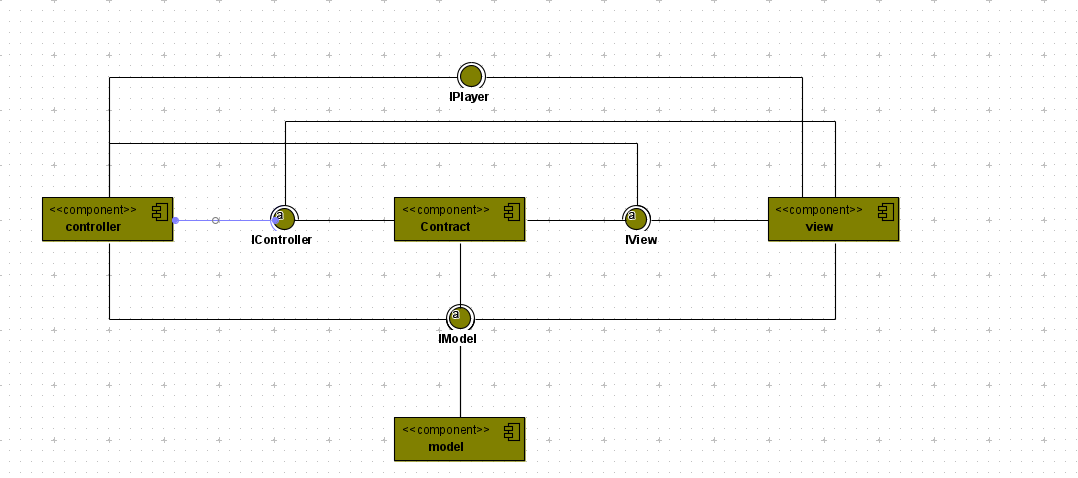 IPlayer
<<component>>
controller
a
IController
<<component>>
Contract
a
IView
<<component>>
view
a
IModel
<<component>>
model